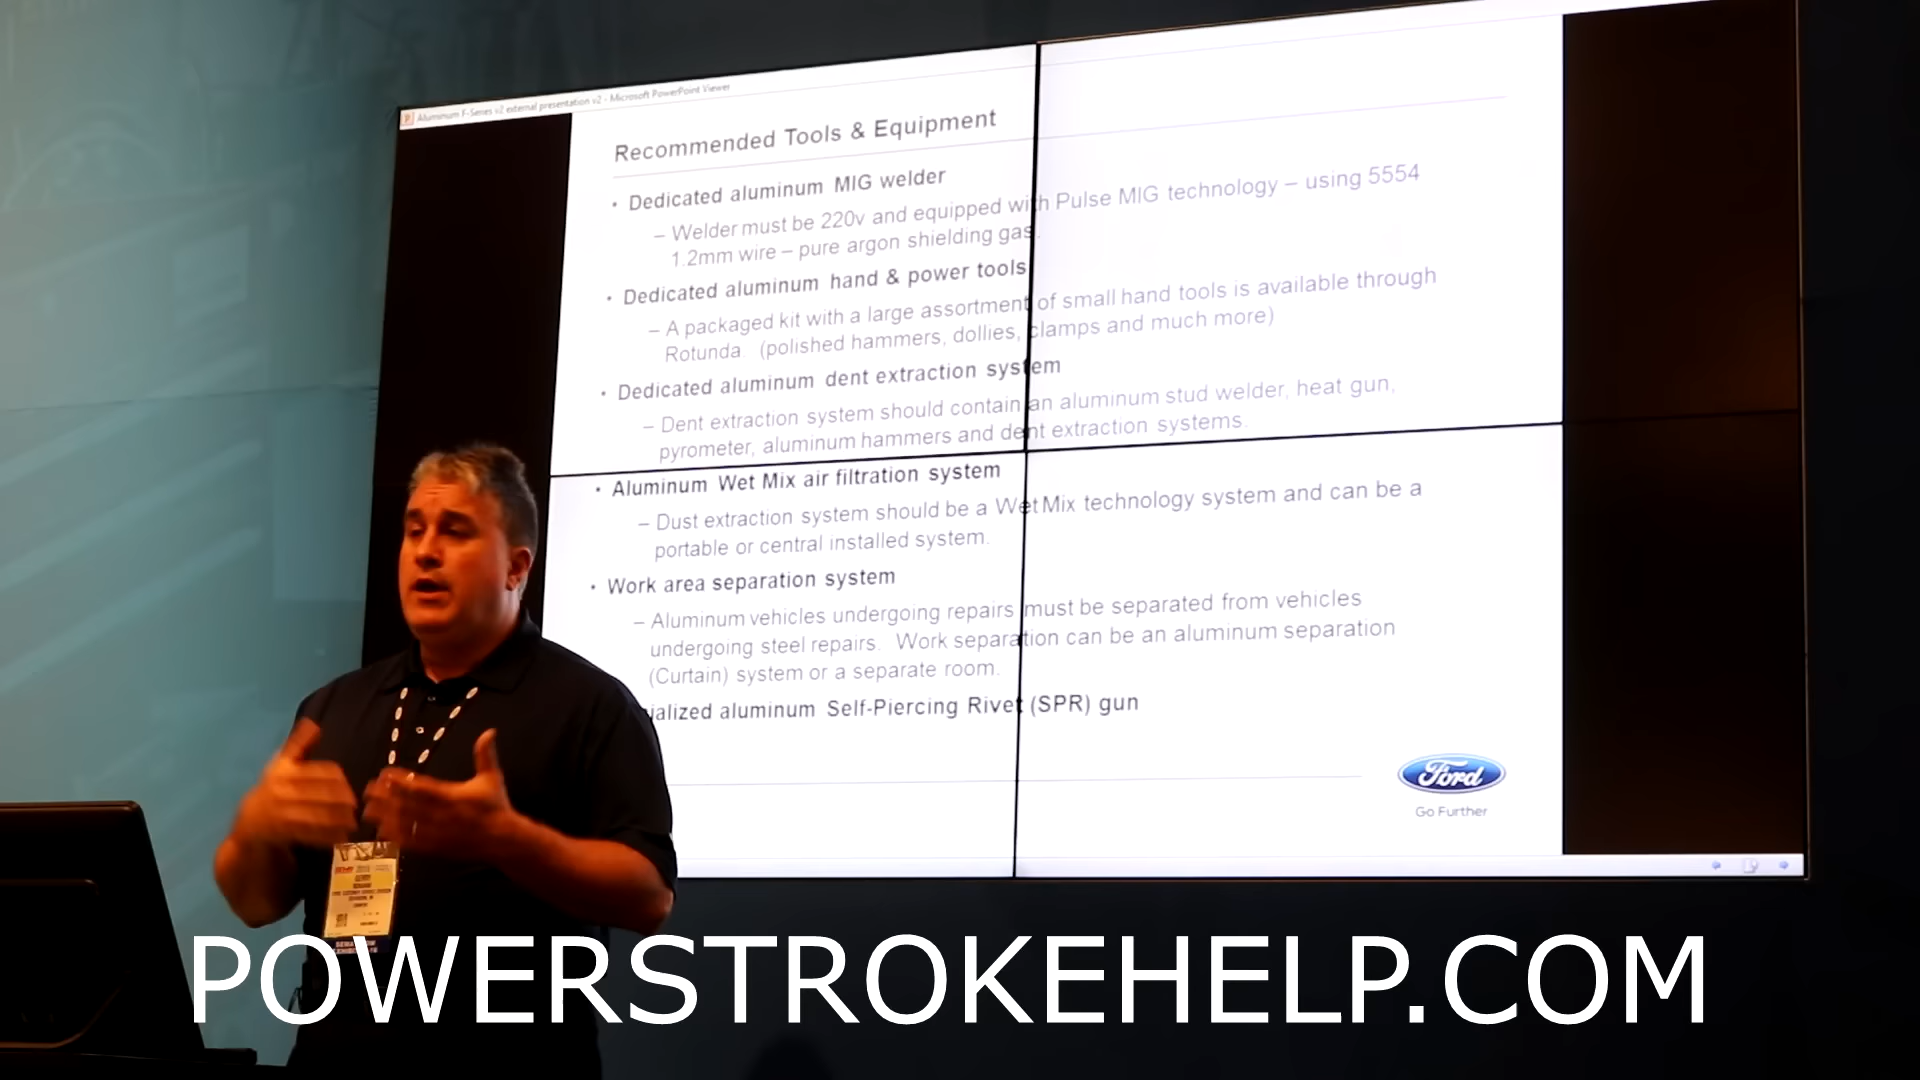 Aluminum F-Series v2 external presentation v2 - Microsoft PowerPoint Viewer
Recommended Tools & Equipment
• Dedicated aluminum MIG welder
– Welder must be 220v and equipped with Pulse MIG technology – using 5554
1.2mm wire – pure argon shielding gas.
• Dedicated aluminum hand & power tools
– A packaged kit with a large assortment of small hand tools is available through
Rotunda. (polished hammers, dollies, clamps and much more)
• Dedicated aluminum dent extraction system
– Dent extraction system should contain an aluminum stud welder, heat gun,
pyrometer, aluminum hammers and dent extraction systems.
• Aluminum Wet Mix air filtration system
– Dust extraction system should be a Wet Mix technology system and can be a
portable or central installed system.
• Work area separation system
– Aluminum vehicles undergoing repairs must be separated from vehicles
undergoing steel repairs. Work separation can be an aluminum separation
(Curtain) system or a separate room.
ialized aluminum Self-Piercing Rivet (SPR) gun
Ford
Go Further
POWERSTROKEHELP.COM